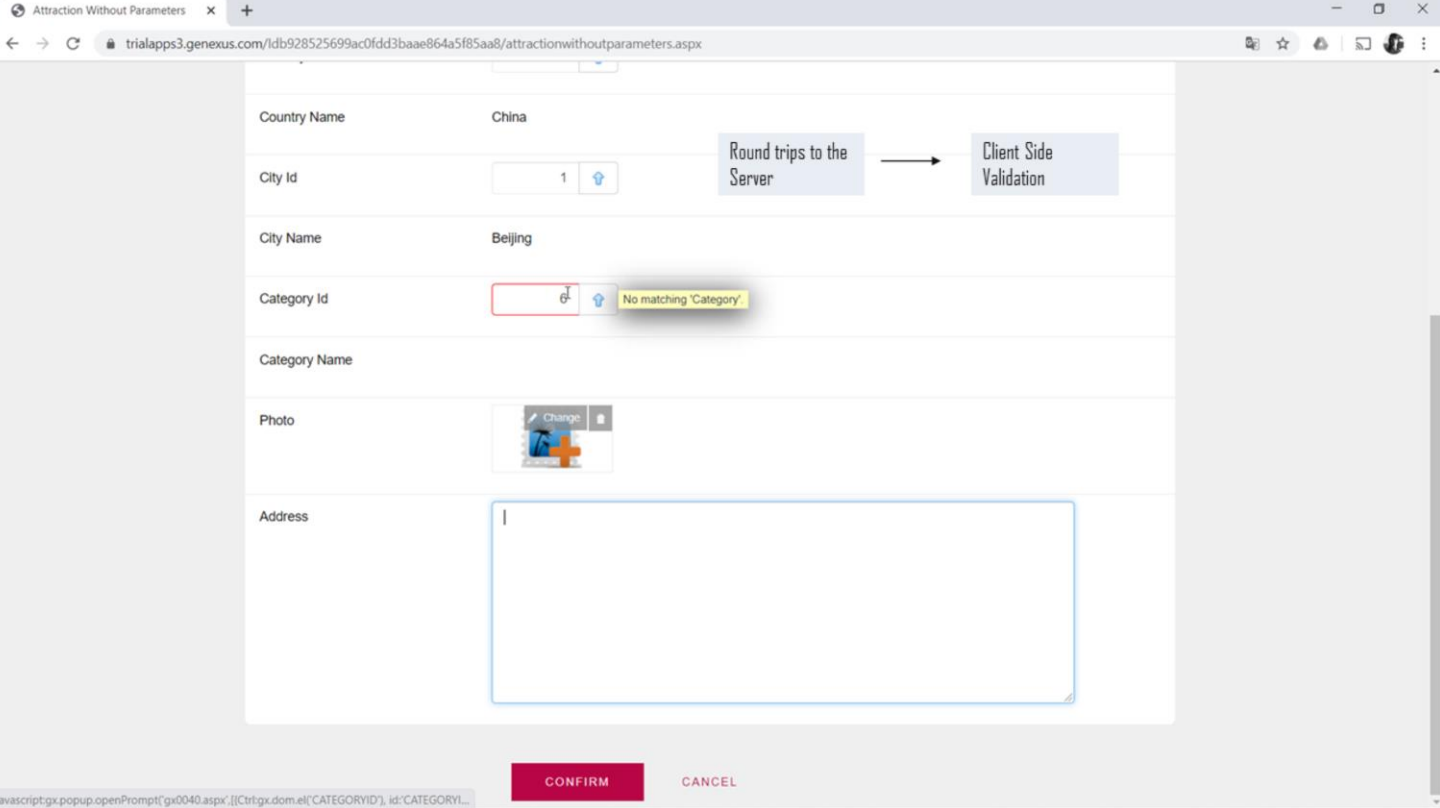 Attraction Without Parameters
trialapps3.genexus.com/Idb928525699ac0fdd3baae864a5f85aa8/attractionwithoutparameters.aspx
Country Name China
Round trips to the
Server
Client Side
Validation
City Id 1
City Name Beijing
Category Id 6 No matching 'Category'.
Category Name
Photo Change
Address
CONFIRM CANCEL
avascript:gx.popup.openPrompt('gx0040.aspx',[{Ctrl:gx.dom.el('CATEGORYID'), id:'CATEGORYI...